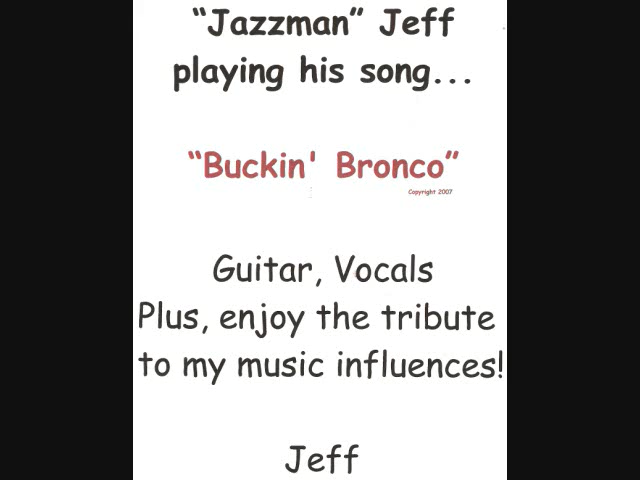 “Jazzman” Jeff
playing his song...
“Buckin' Bronco”
Copyright 2007
Guitar, Vocals
Plus, enjoy the tribute
to my music influences!
Jeff